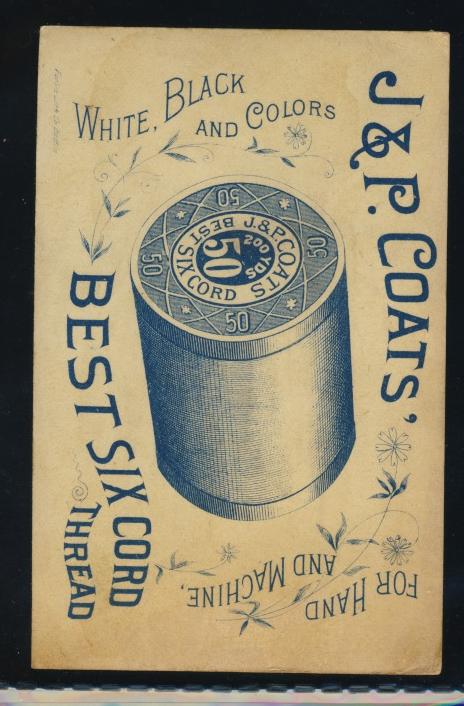 WHITE, BLACK
AND COLORS
J & P. COATS'
BEST SIX CORD
THREAD
FOR HAND
AND MACHINE,
J. & P. COATS
BEST SIX CORD
200 YDS
50
50
50
50
50